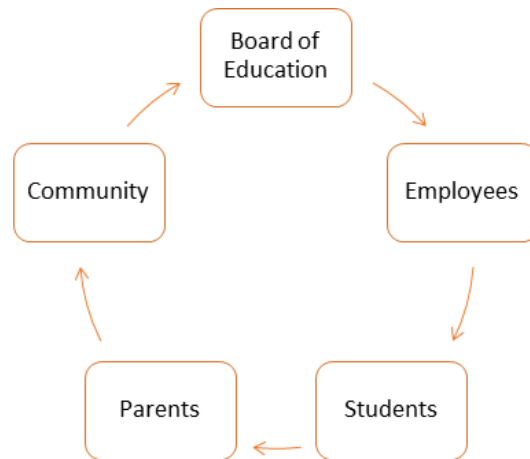 Board of
Education
Community
Employees
Parents
Students